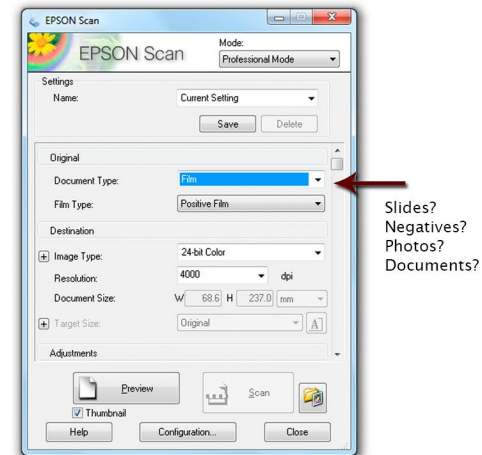 EPSON Scan
EPSON Scan
Mode:
Professional Mode
Settings
Name:
Current Setting
Save
Delete
Original
Document Type:
Film
Film Type:
Positive Film
Destination
Image Type:
24-bit Color
Resolution:
4000
dpi
Document Size:
W 68.6 H 237.0 mm
Target Size:
Original
A
Adjustments
Preview
Scan
Thumbnail
Help
Configuration...
Close
Slides?
Negatives?
Photos?
Documents?